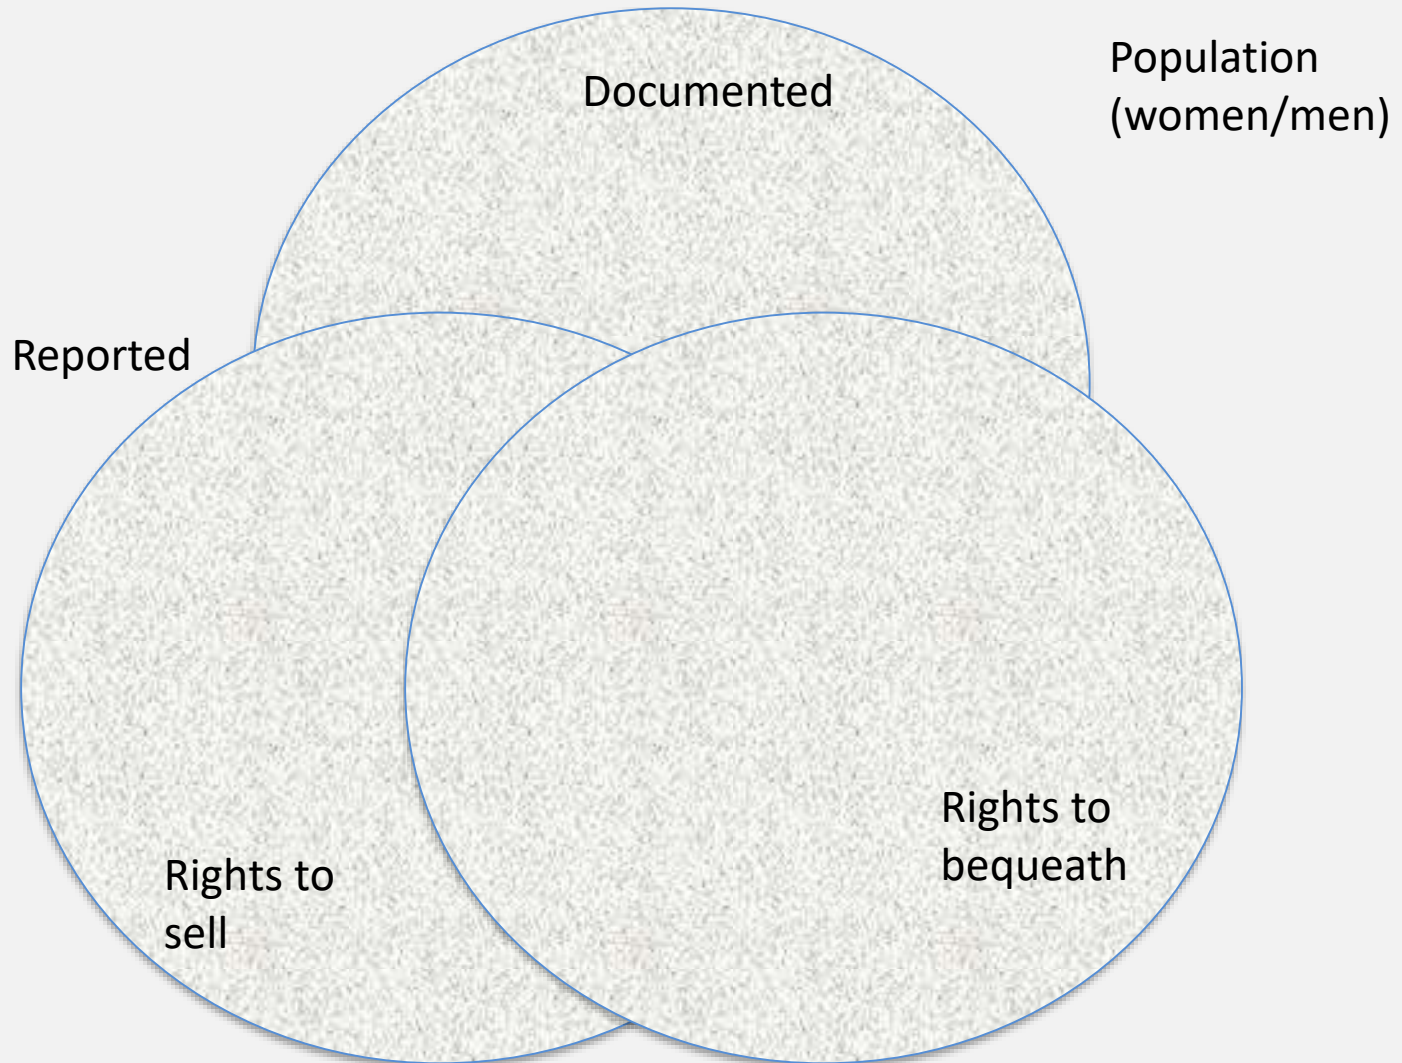 Documented
Population
(women/men)
Reported
Rights to
bequeath
Rights to
sell